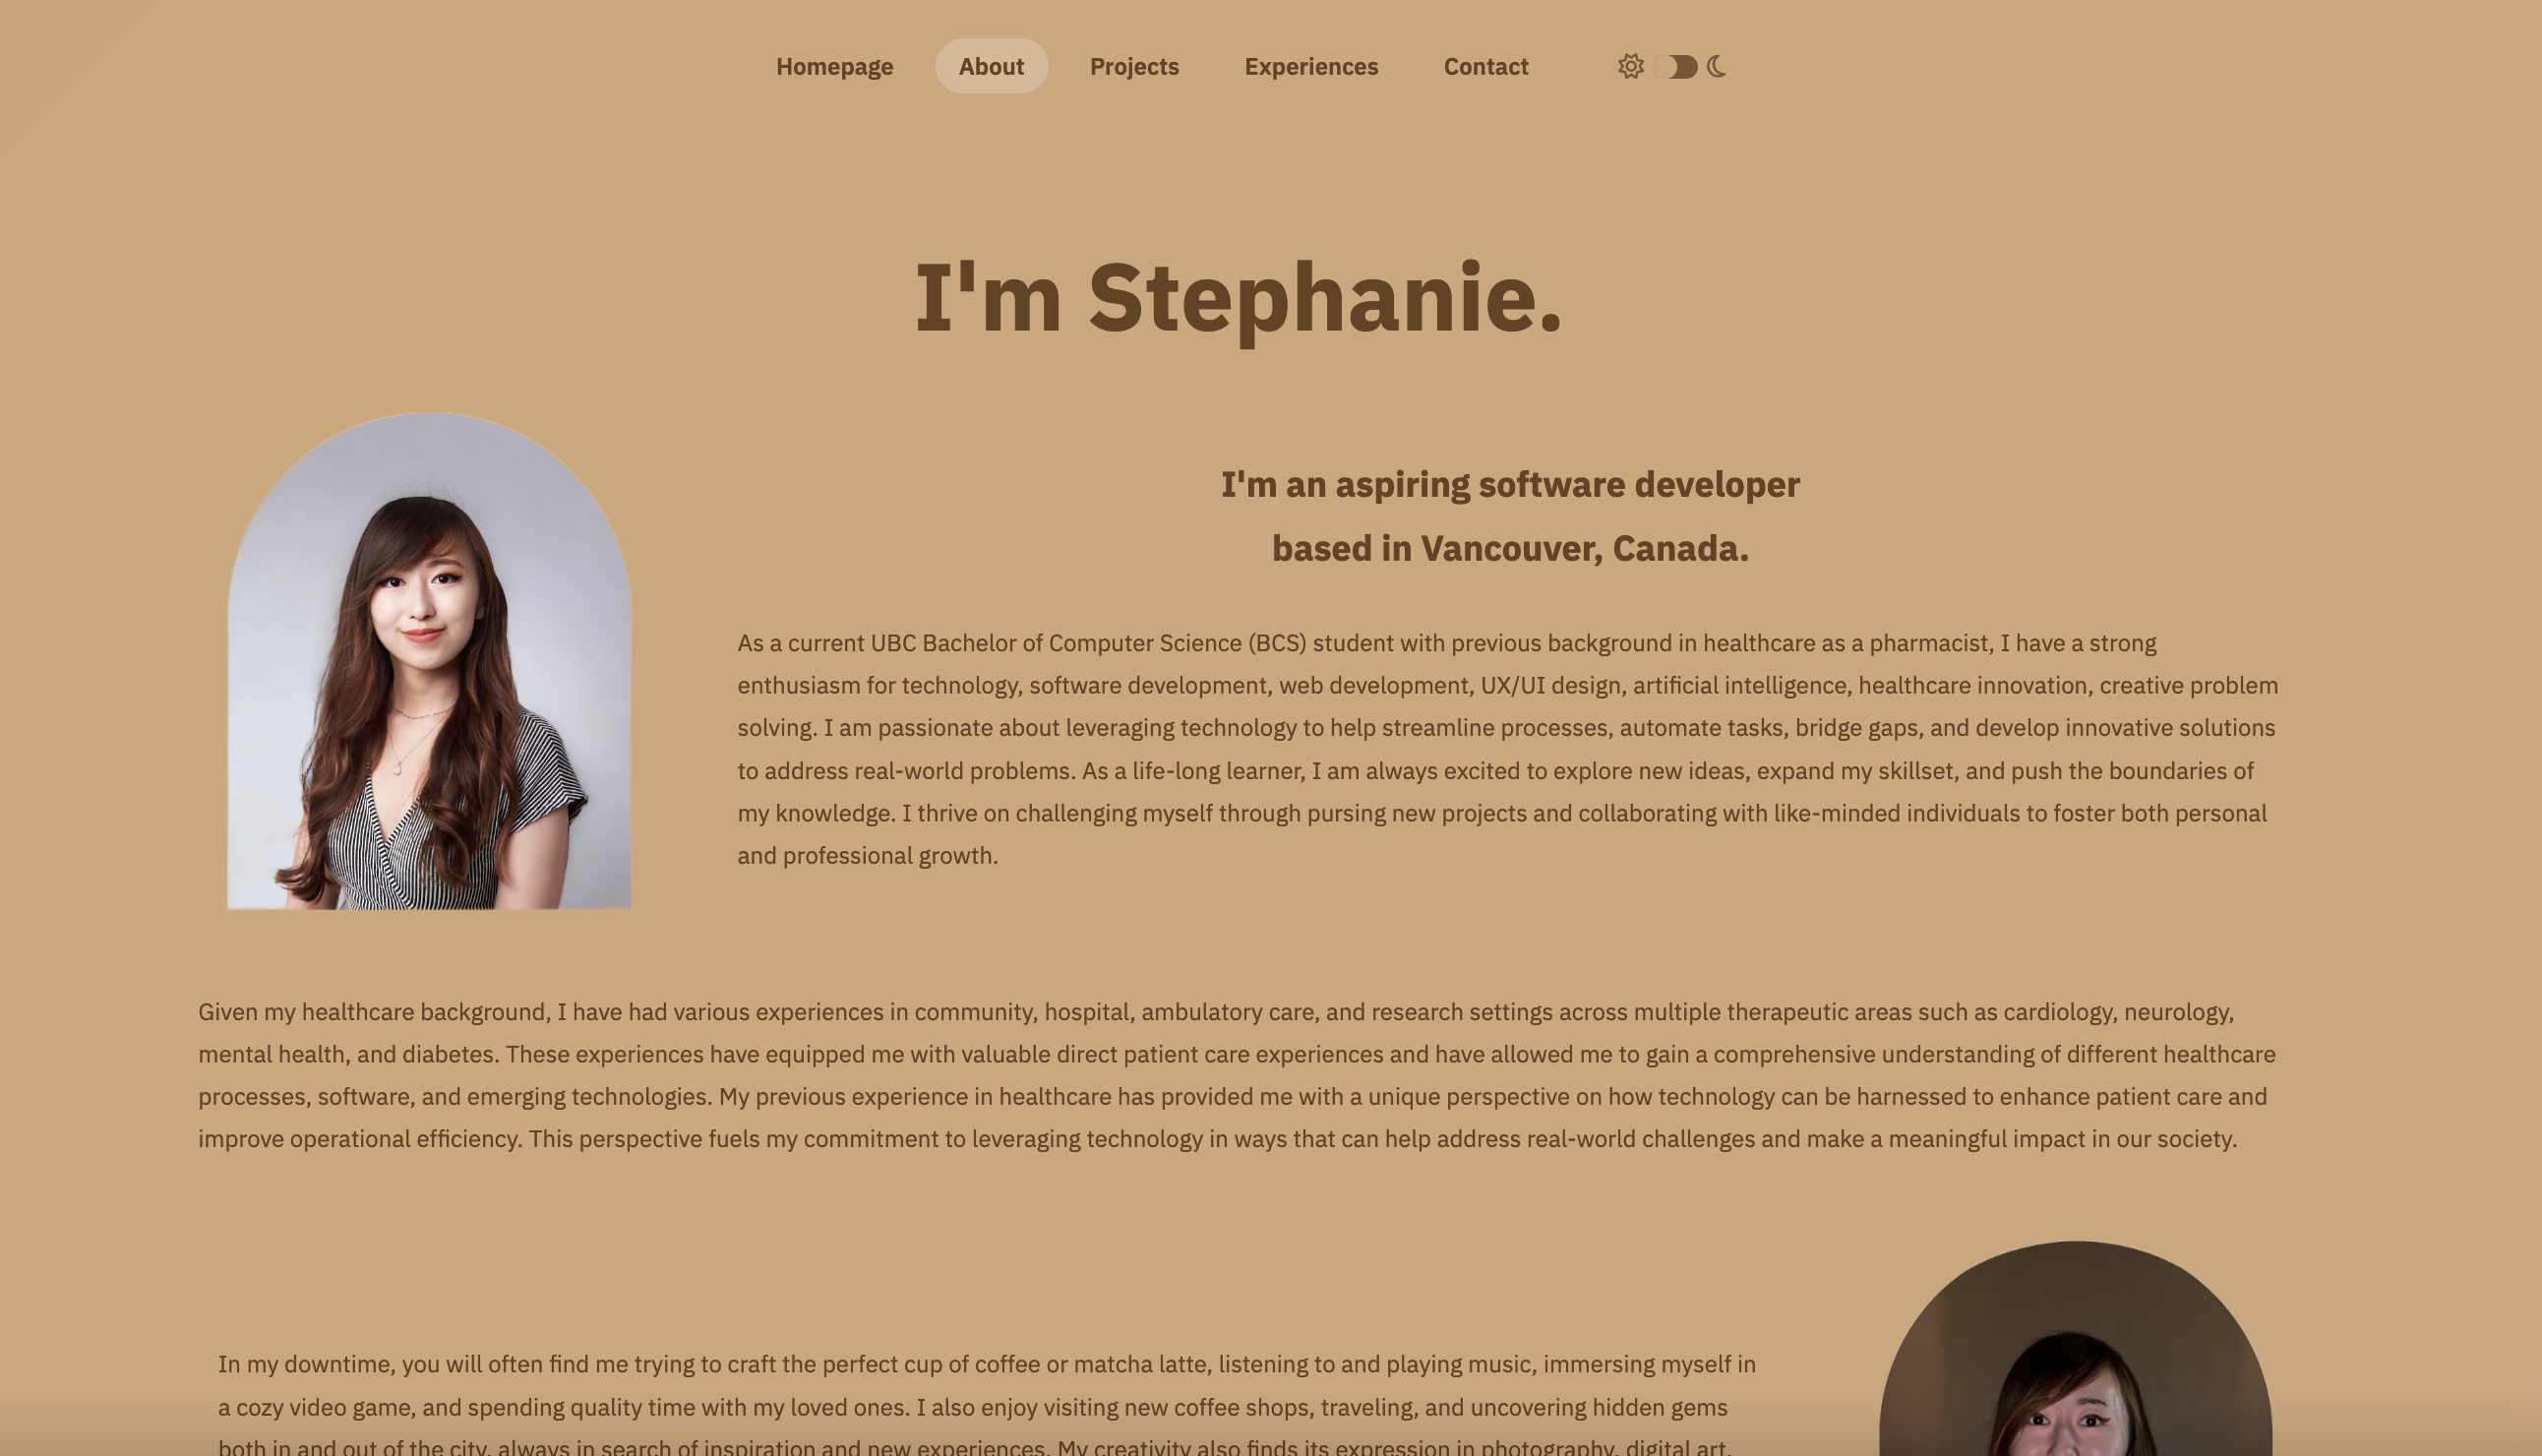 Homepage About Projects Experiences Contact
I'm Stephanie.
I'm an aspiring software developer
based in Vancouver, Canada.
As a current UBC Bachelor of Computer Science (BCS) student with previous background in healthcare as a pharmacist, I have a strong
enthusiasm for technology, software development, web development, UX/UI design, artificial intelligence, healthcare innovation, creative problem
solving. I am passionate about leveraging technology to help streamline processes, automate tasks, bridge gaps, and develop innovative solutions
to address real-world problems. As a life-long learner, I am always excited to explore new ideas, expand my skillset, and push the boundaries of
my knowledge. I thrive on challenging myself through pursing new projects and collaborating with like-minded individuals to foster both personal
and professional growth.
Given my healthcare background, I have had various experiences in community, hospital, ambulatory care, and research settings across multiple therapeutic areas such as cardiology, neurology,
mental health, and diabetes. These experiences have equipped me with valuable direct patient care experiences and have allowed me to gain a comprehensive understanding of different healthcare
processes, software, and emerging technologies. My previous experience in healthcare has provided me with a unique perspective on how technology can be harnessed to enhance patient care and
improve operational efficiency. This perspective fuels my commitment to leveraging technology in ways that can help address real-world challenges and make a meaningful impact in our society.
In my downtime, you will often find me trying to craft the perfect cup of coffee or matcha latte, listening to and playing music, immersing myself in
a cozy video game, and spending quality time with my loved ones. I also enjoy visiting new coffee shops, traveling, and uncovering hidden gems
both in and out of the city, always in search of inspiration and new experiences. My creativity also finds its expression in photography, digital art,